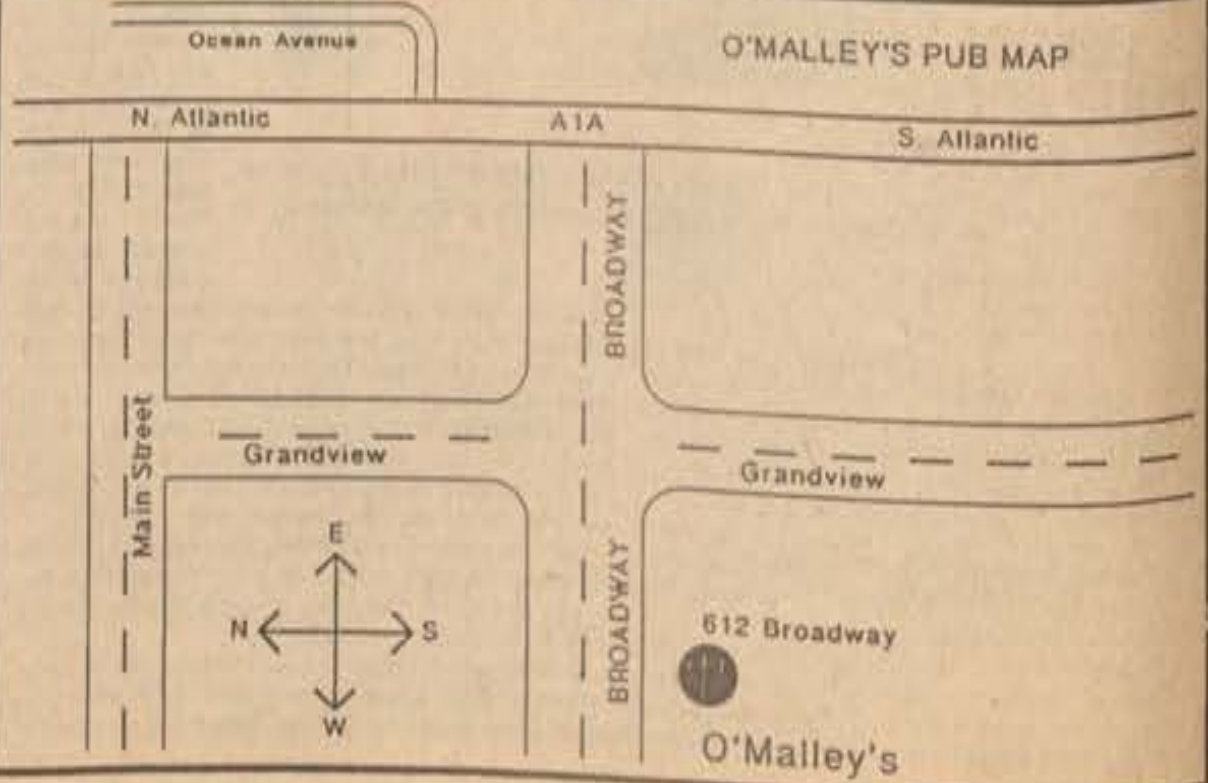 Ocean Avenue
O'MALLEY'S PUB MAP
N. Atlantic
A1A
S. Atlantic
BROADWAY
Main Street
Grandview
Grandview
E
N
S
W
BROADWAY
612 Broadway
O'Malley's